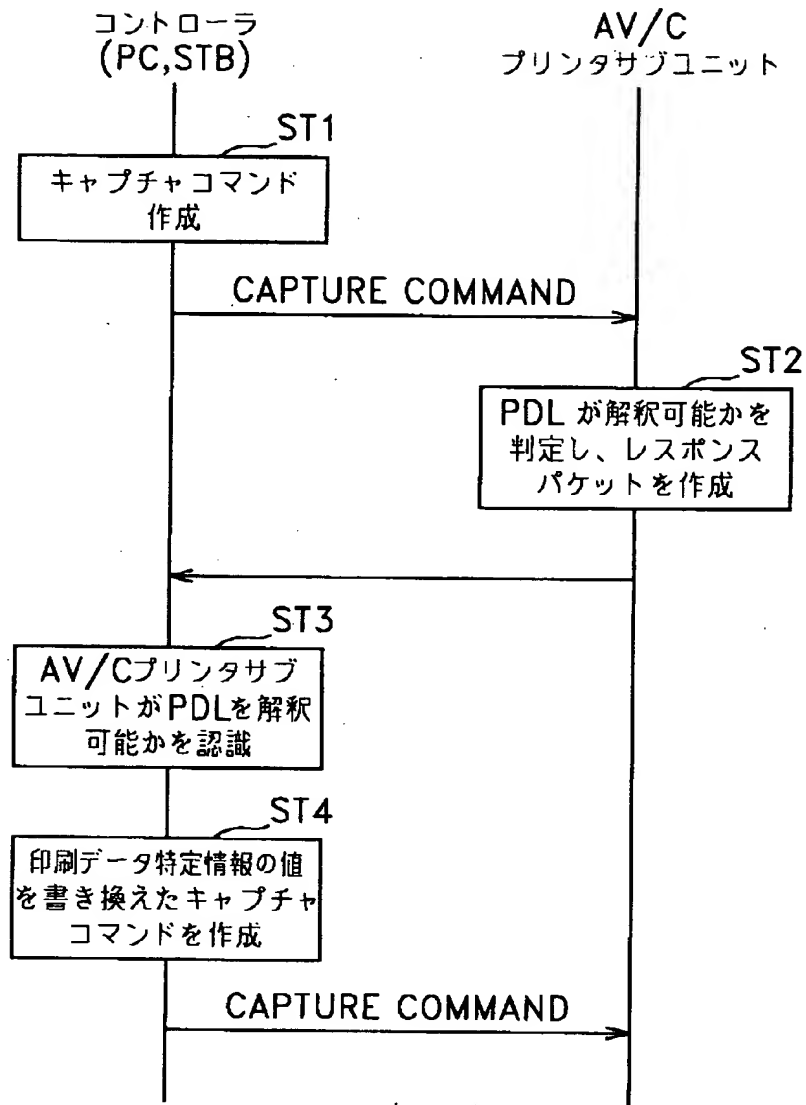 コントローラ
(PC,STB)
AV/C
プリンタサブユニット
ST1
キャプチャコマンド
作成
CAPTURE COMMAND
ST2
PDLが解釈可能かを
判定し、レスポンス
パケットを作成
ST3
AV/Cプリンタサブ
ユニットがPDLを解釈
可能かを認識
ST4
印刷データ特定情報の値
を書き換えたキャプチャ
コマンドを作成
CAPTURE COMMAND